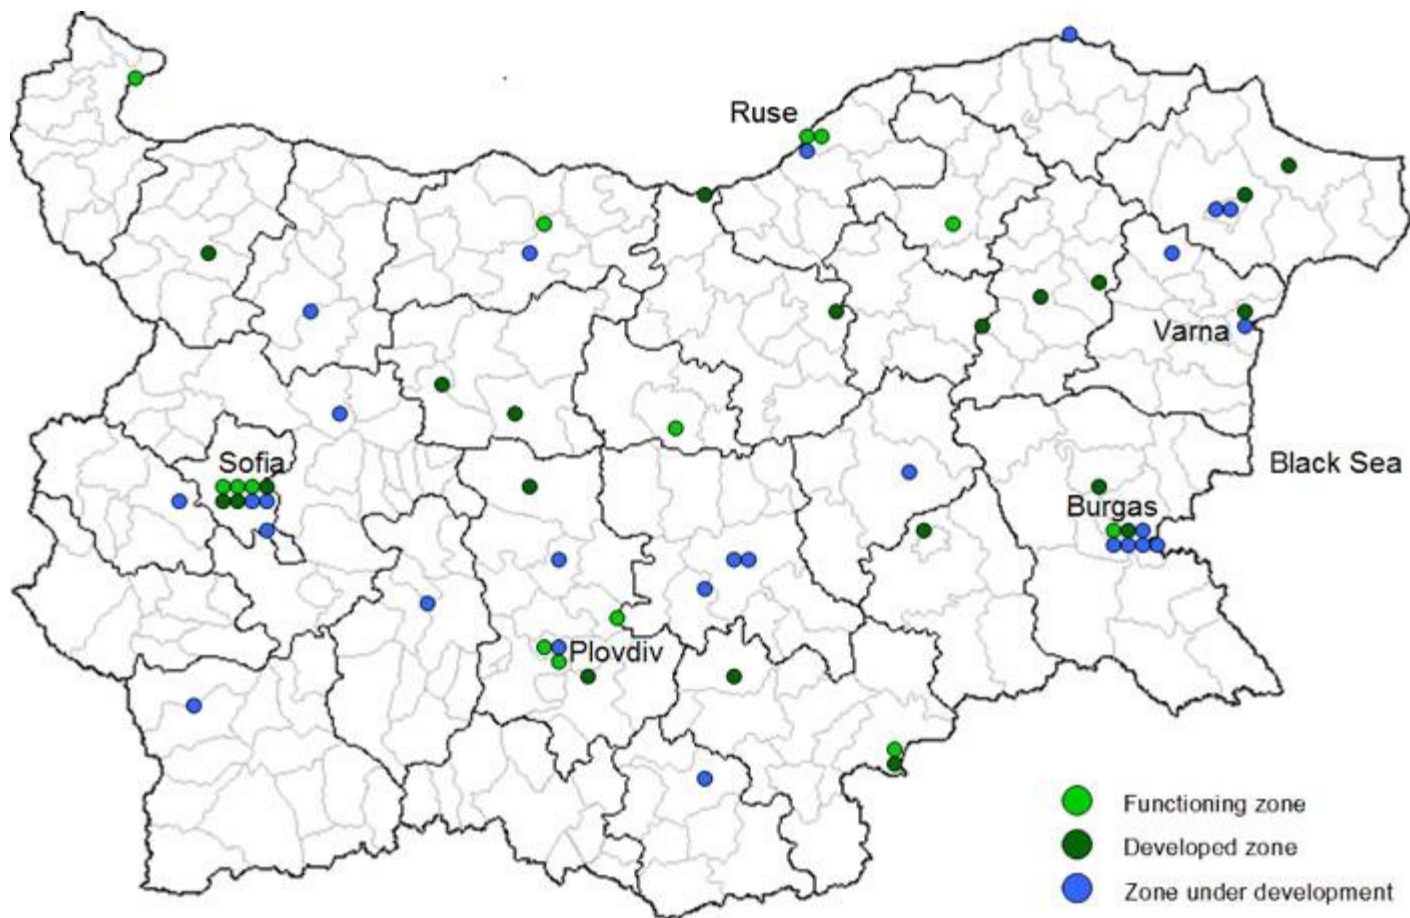 Ruse
Varna
Sofia
Black Sea
Burgas
Plovdiv
Functioning zone
Developed zone
Zone under development